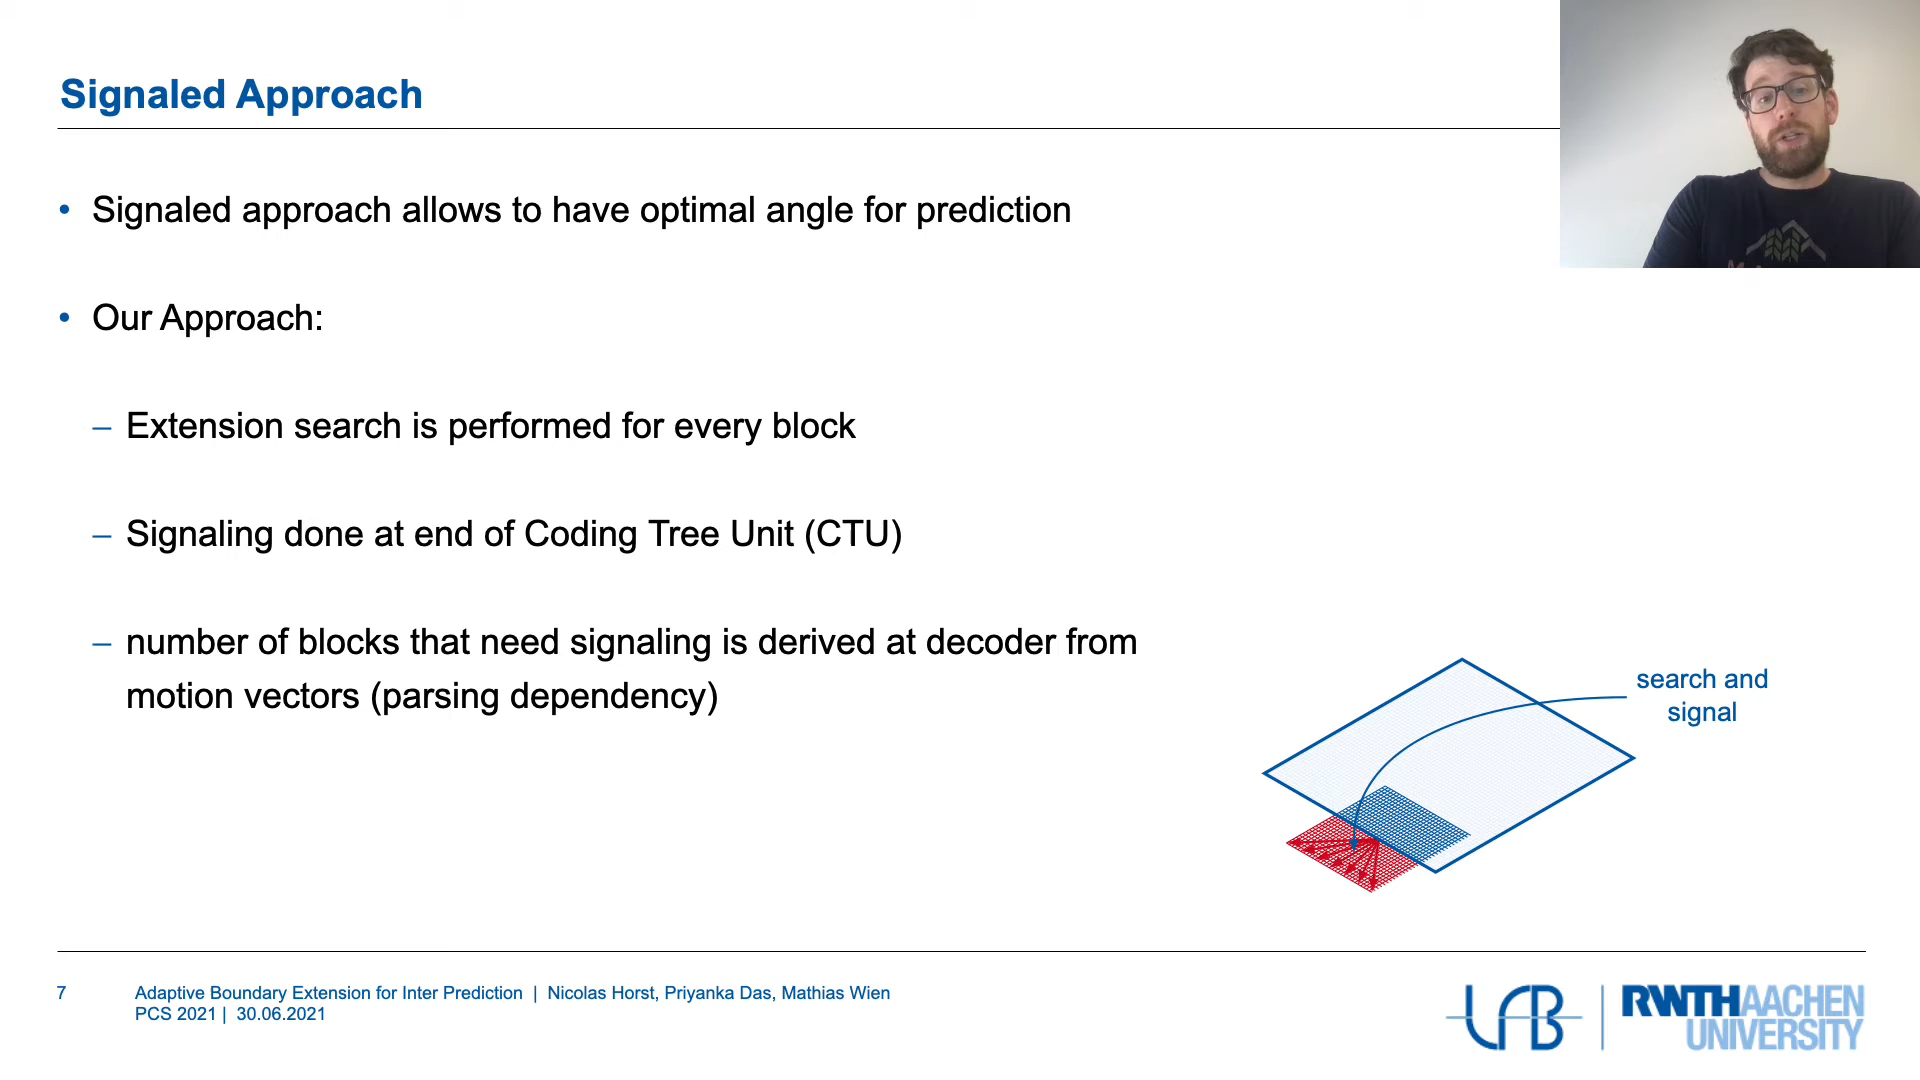 Signaled Approach
• Signaled approach allows to have optimal angle for prediction
• Our Approach:
– Extension search is performed for every block
– Signaling done at end of Coding Tree Unit (CTU)
– number of blocks that need signaling is derived at decoder from
motion vectors (parsing dependency)
search and
signal
7
Adaptive Boundary Extension for Inter Prediction | Nicolas Horst, Priyanka Das, Mathias Wien
PCS 2021 | 30.06.2021
LFB
RWTHAACHEN
UNIVERSITY